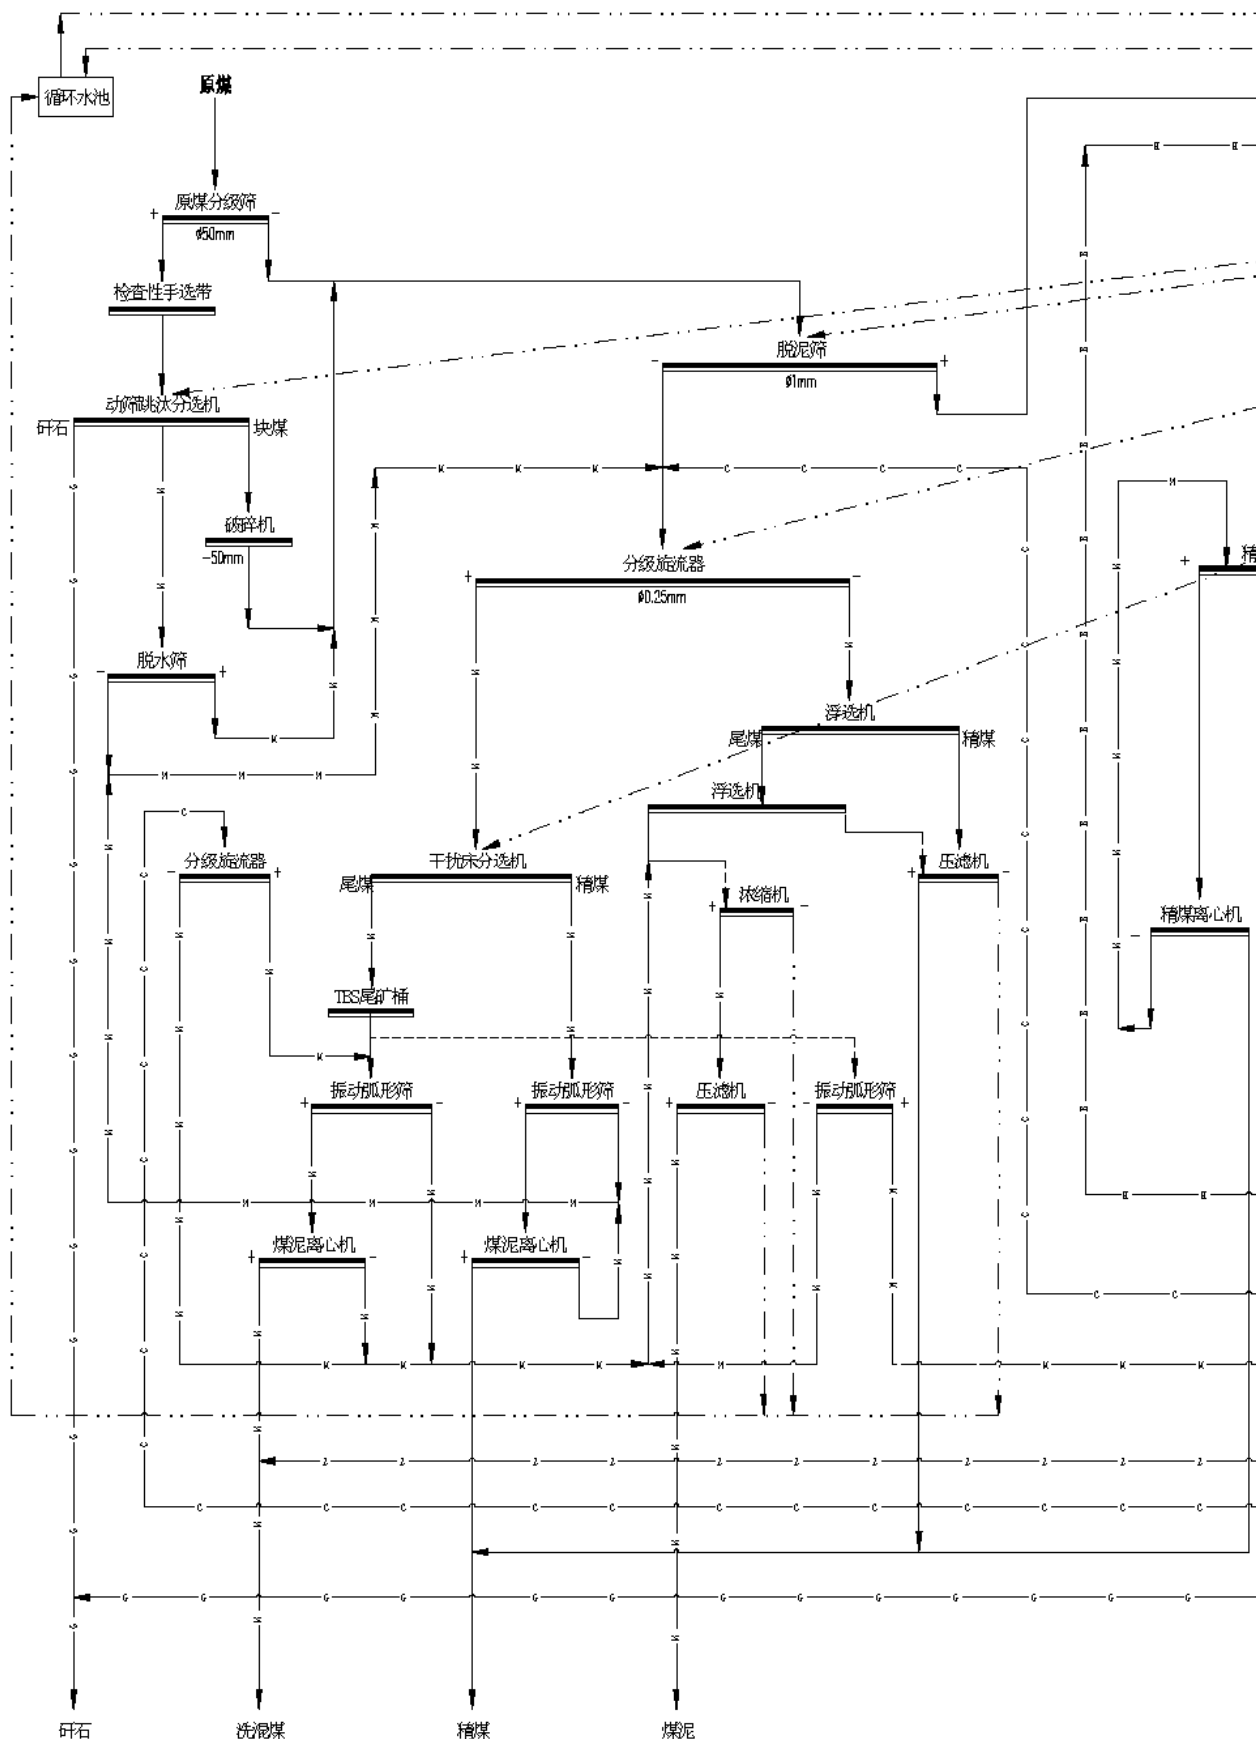 循环水池
原煤
原煤分级筛
+ -
ø50mm
检查性手选带
脱泥筛
- +
ø1mm
动筛跳汰分选机
矸石 块煤
破碎机
-50mm
分级旋流器
+ -
ø0.25mm
+ 精
脱水筛
- +
浮选机
尾煤 精煤
浮选机
分级旋流器
- +
干扰床分选机
尾煤 精煤
压滤机
+ -
浓缩机
+ -
精煤离心机
-
TBS尾矿桶
振动弧形筛
+ -
振动弧形筛
+ -
压滤机
+ -
振动弧形筛
- +
煤泥离心机
+ -
煤泥离心机
+ -
矸石
洗混煤
精煤
煤泥